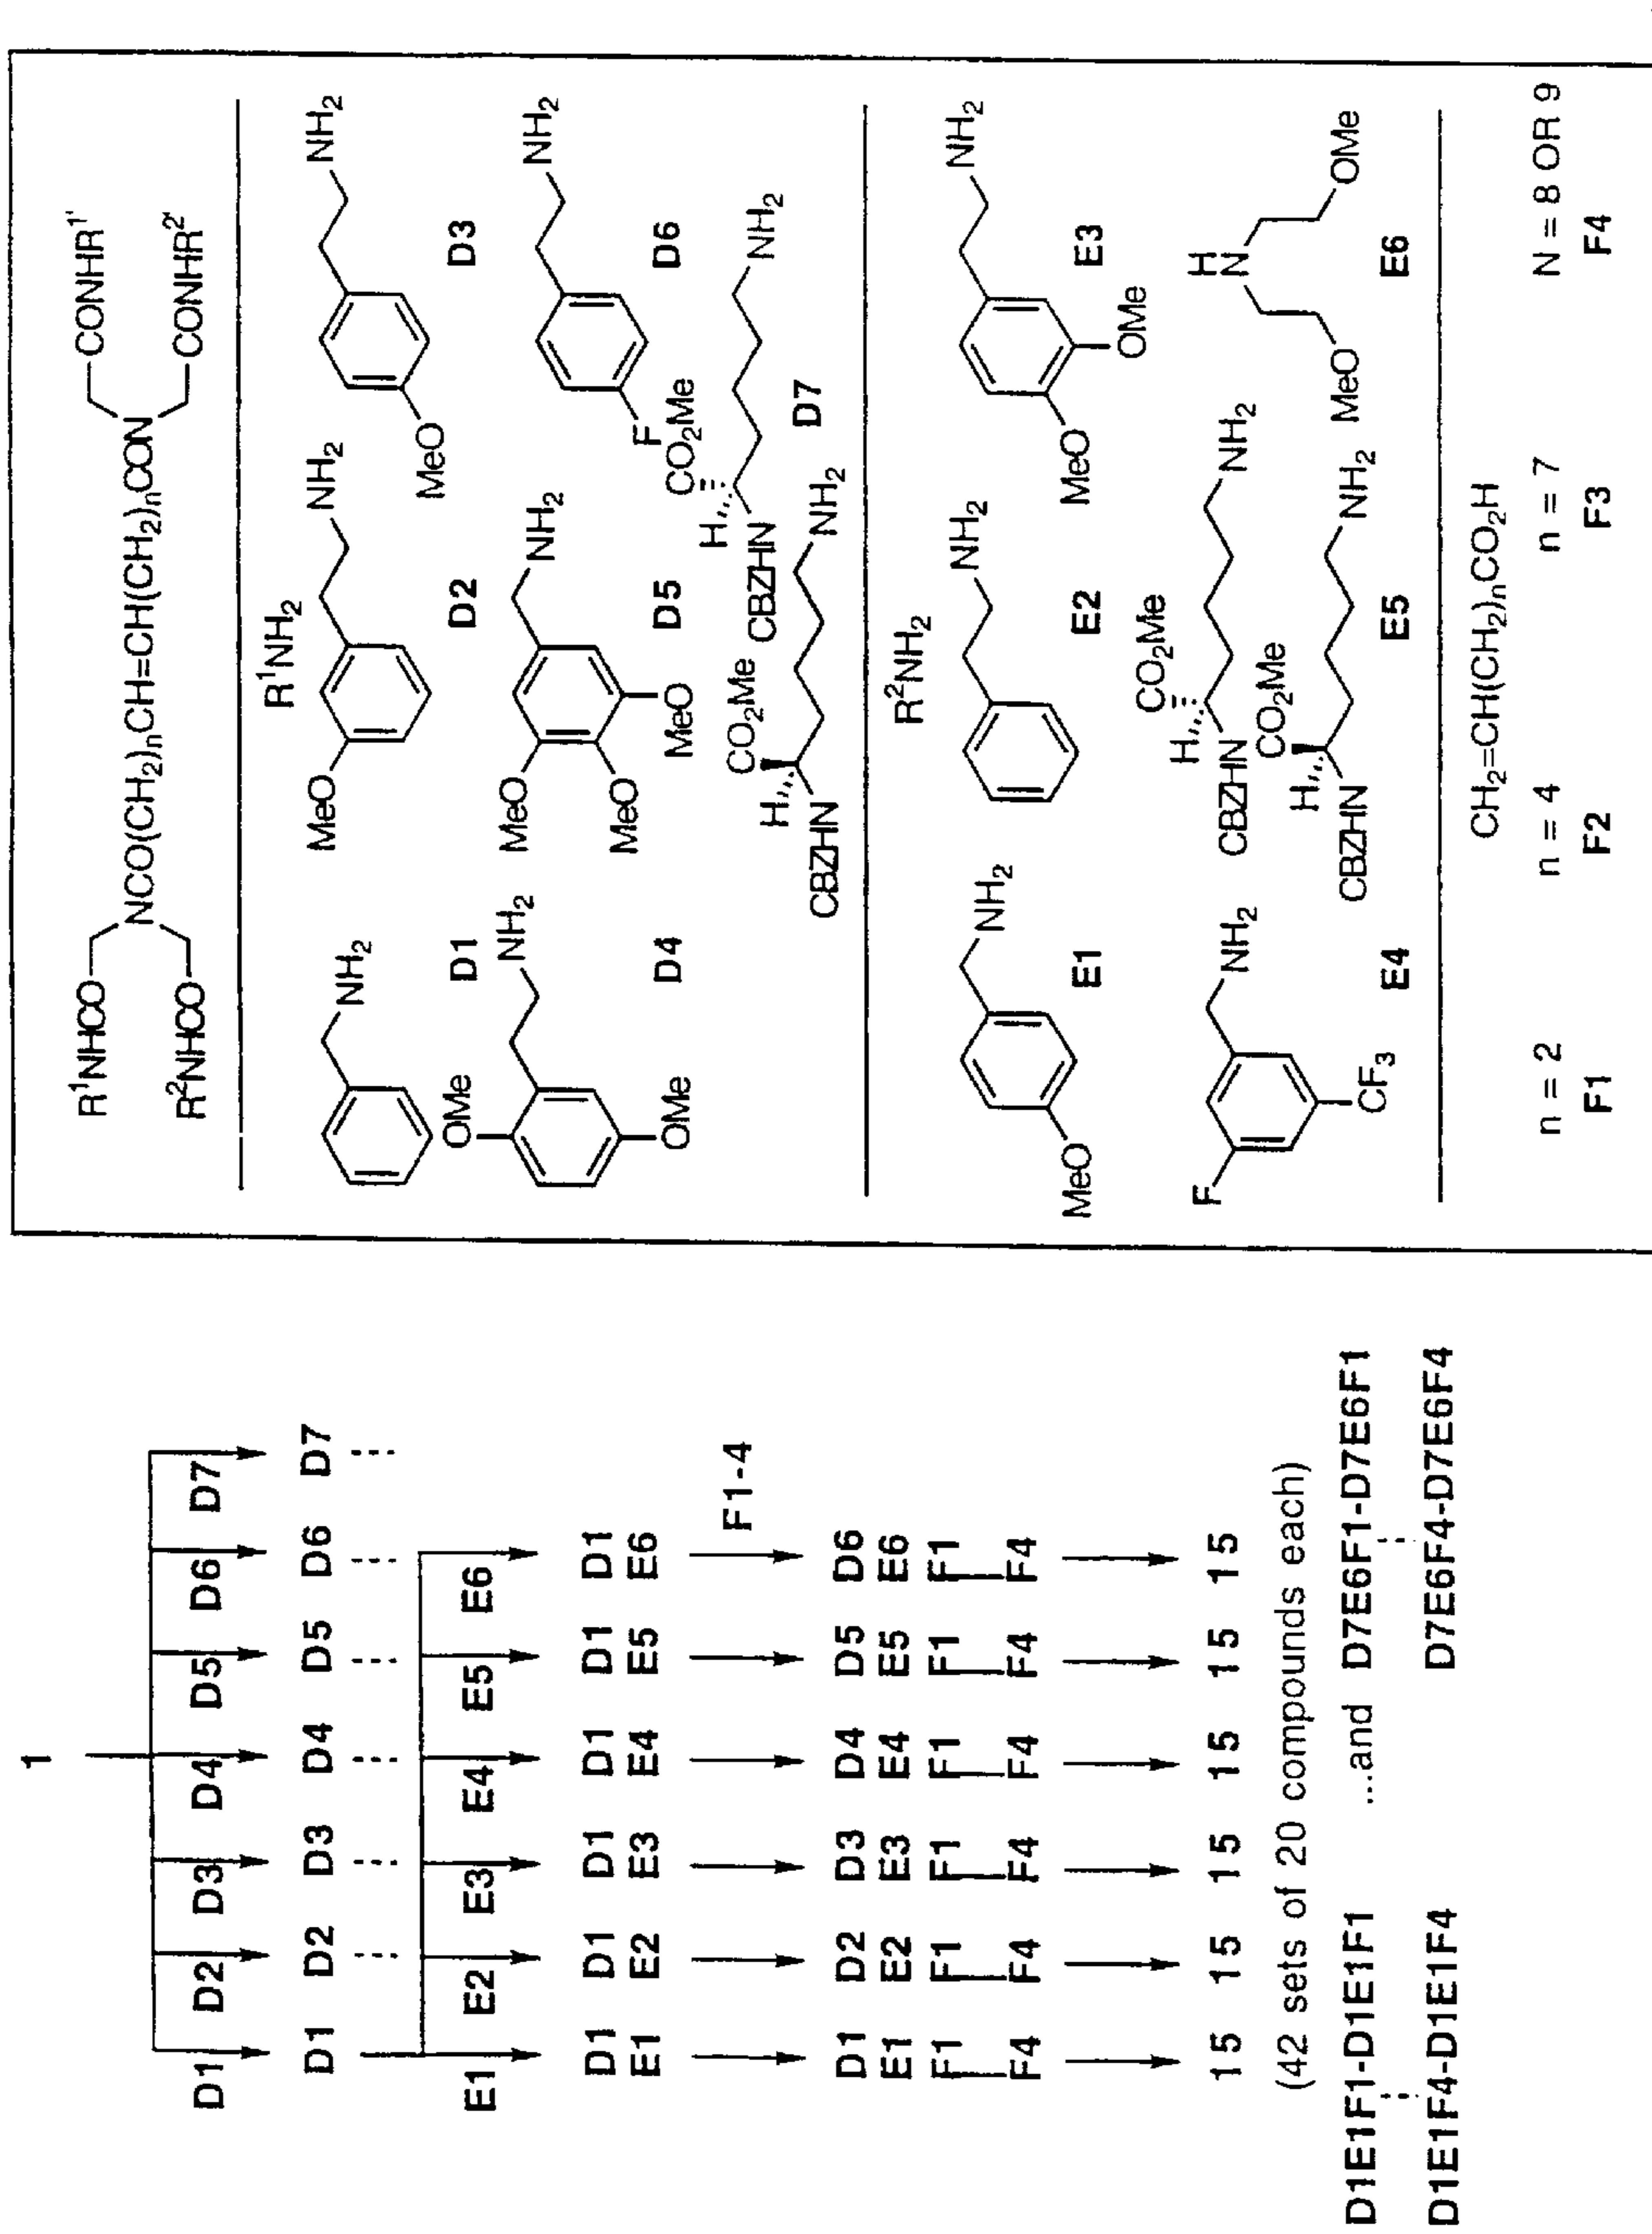 1
D1 D2 D3 D4 D5 D6 D7
D1 D2 D3 D4 D5 D6 D7
E1 E2 E3 E4 E5 E6
D1 D1 D1 D1 D1 D1
E1 E2 E3 E4 E5 E6
F1-4
D1 D2 D3 D4 D5 D6
E1 E2 E3 E4 E5 E6
F1 F1 F1 F1 F1 F1
F4 F4 F4 F4 F4 F4
15 15 15 15 15 15
(42 sets of 20 compounds each)
D1E1F1-D1E1F1 ...and D7E6F1-D7E6F1
D1E1F4-D1E1F4 D7E6F4-D7E6F4
R¹NHCO CONHR¹'
NCO(CH₂)ₙCH=CH(CH₂)ₙCON
R²NHCO CONHR²'
R¹NH₂
NH₂ MeO NH₂ MeO NH₂
D1 D2 D3
OMe NH₂ OMe
MeO MeO MeO NH₂
F NH₂
D4 D5 D6
CO₂Me H CBZHN NH₂
CO₂Me H CBZHN NH₂
D7
R²NH₂
MeO NH₂ NH₂ MeO OMe NH₂
E1 E2 E3
F CF₃ NH₂
CO₂Me H CBZHN NH₂
CO₂Me H CBZHN NH₂
MeO H N OMe
E4 E5 E6
CH₂=CH(CH₂)ₙCO₂H
n = 2 n = 4 n = 7 N = 8 OR 9
F1 F2 F3 F4